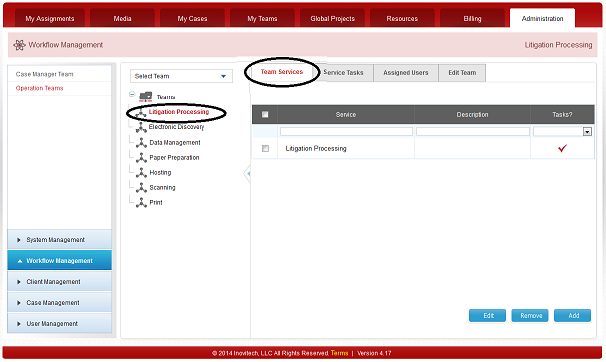 My Assignments Media My Cases My Teams Global Projects Resources Billing Administration
Workflow Management Litigation Processing
Case Manager Team
Operation Teams
System Management
Workflow Management
Client Management
Case Management
User Management
Select Team
Teams
Litigation Processing
Electronic Discovery
Data Management
Paper Preparation
Hosting
Scanning
Print
Team Services Service Tasks Assigned Users Edit Team
Service Description Tasks?
Litigation Processing
Edit Remove Add
© 2014 Inovitech, LLC All Rights Reserved. Terms | Version 4.17